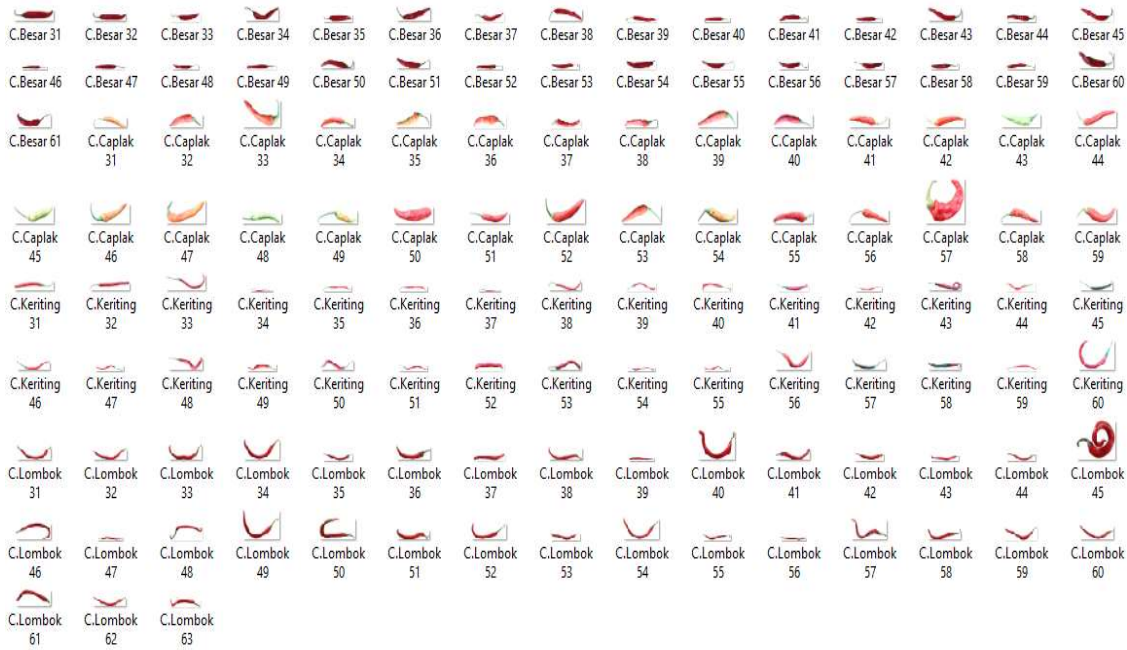 C.Besar 31 C.Besar 32 C.Besar 33 C.Besar 34 C.Besar 35 C.Besar 36 C.Besar 37 C.Besar 38 C.Besar 39 C.Besar 40 C.Besar 41 C.Besar 42 C.Besar 43 C.Besar 44 C.Besar 45
C.Besar 46 C.Besar 47 C.Besar 48 C.Besar 49 C.Besar 50 C.Besar 51 C.Besar 52 C.Besar 53 C.Besar 54 C.Besar 55 C.Besar 56 C.Besar 57 C.Besar 58 C.Besar 59 C.Besar 60
C.Besar 61 C.Caplak C.Caplak C.Caplak C.Caplak C.Caplak C.Caplak C.Caplak C.Caplak C.Caplak C.Caplak C.Caplak C.Caplak C.Caplak C.Caplak
31 32 33 34 35 36 37 38 39 40 41 42 43 44
C.Caplak C.Caplak C.Caplak C.Caplak C.Caplak C.Caplak C.Caplak C.Caplak C.Caplak C.Caplak C.Caplak C.Caplak C.Caplak C.Caplak C.Caplak
45 46 47 48 49 50 51 52 53 54 55 56 57 58 59
C.Keriting C.Keriting C.Keriting C.Keriting C.Keriting C.Keriting C.Keriting C.Keriting C.Keriting C.Keriting C.Keriting C.Keriting C.Keriting C.Keriting C.Keriting
31 32 33 34 35 36 37 38 39 40 41 42 43 44 45
C.Keriting C.Keriting C.Keriting C.Keriting C.Keriting C.Keriting C.Keriting C.Keriting C.Keriting C.Keriting C.Keriting C.Keriting C.Keriting C.Keriting C.Keriting
46 47 48 49 50 51 52 53 54 55 56 57 58 59 60
C.Lombok C.Lombok C.Lombok C.Lombok C.Lombok C.Lombok C.Lombok C.Lombok C.Lombok C.Lombok C.Lombok C.Lombok C.Lombok C.Lombok C.Lombok
31 32 33 34 35 36 37 38 39 40 41 42 43 44 45
C.Lombok C.Lombok C.Lombok C.Lombok C.Lombok C.Lombok C.Lombok C.Lombok C.Lombok C.Lombok C.Lombok C.Lombok C.Lombok C.Lombok C.Lombok
46 47 48 49 50 51 52 53 54 55 56 57 58 59 60
C.Lombok C.Lombok C.Lombok
61 62 63